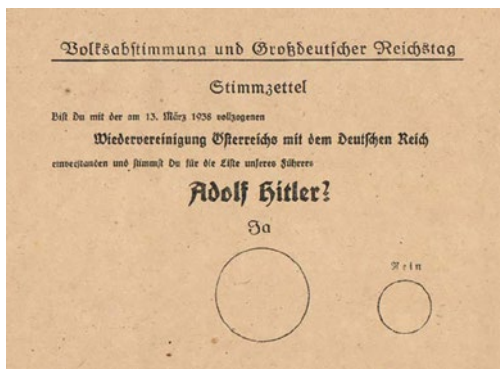 Volksabstimmung und Großdeutscher Reichstag
Stimmzettel
Bist Du mit der am 13. März 1938 vollzogenen
Wiedervereinigung Österreichs mit dem Deutschen Reich
einverstanden und stimmst Du für die Liste unseres Führers
Adolf Hitler?
Ja
Nein